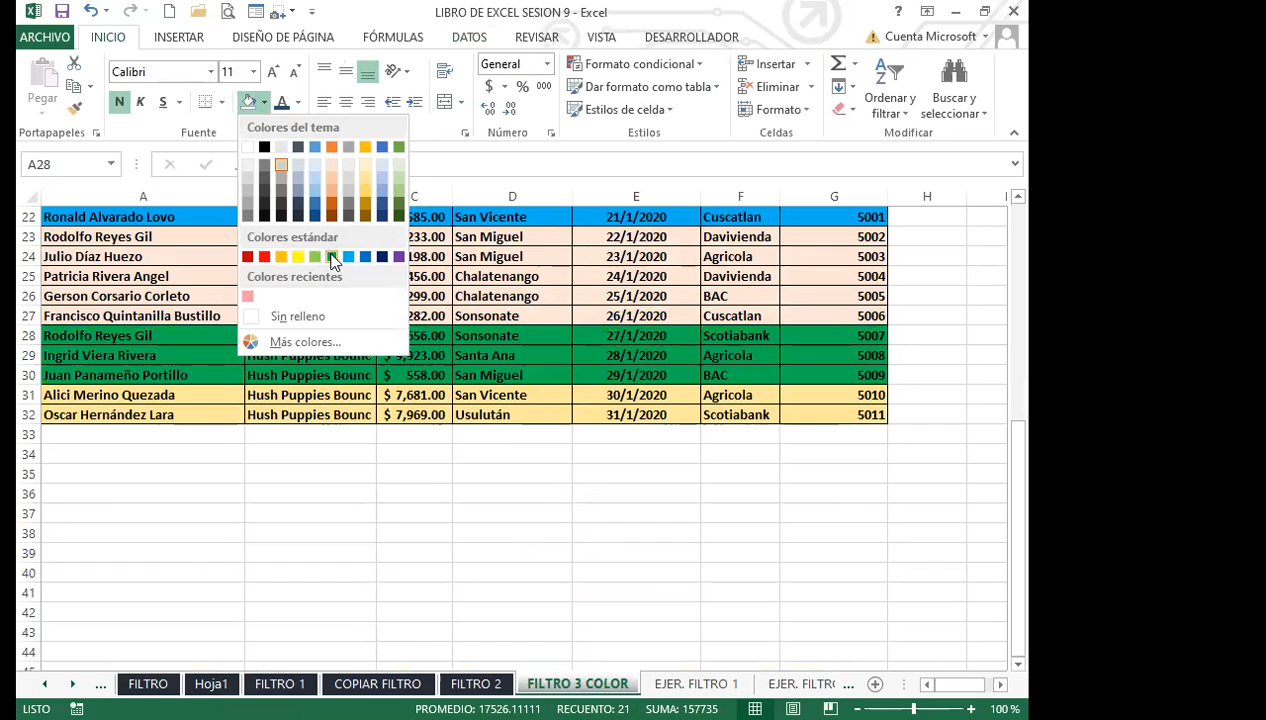 LIBRO DE EXCEL SESION 9 - Excel
ARCHIVO INICIO INSERTAR DISEÑO DE PÁGINA FÓRMULAS DATOS REVISAR VISTA DESARROLLADOR Cuenta Microsoft
Pegar
Calibri 11
N K S
General
$ % 000
Formato condicional
Dar formato como tabla
Estilos de celda
Insertar
Eliminar
Formato
Ordenar y filtrar
Buscar y seleccionar
Portapapeles Fuente Número Estilos Celdas Modificar
A28
Colores del tema
Colores estándar
Colores recientes
Sin relleno
Más colores...
A C D E F G H I
22 Ronald Alvarado Lovo 585.00 San Vicente 21/1/2020 Cuscatlan 5001
23 Rodolfo Reyes Gil 233.00 San Miguel 22/1/2020 Davivienda 5002
24 Julio Díaz Huezo 198.00 San Miguel 23/1/2020 Agricola 5003
25 Patricia Rivera Angel 456.00 Chalatenango 24/1/2020 Davivienda 5004
26 Gerson Corsario Corleto 299.00 Chalatenango 25/1/2020 BAC 5005
27 Francisco Quintanilla Bustillo 282.00 Sonsonate 26/1/2020 Cuscatlan 5006
28 Rodolfo Reyes Gil 556.00 Sonsonate 27/1/2020 Scotiabank 5007
29 Ingrid Viera Rivera Hush Puppies Bounc $ 9,923.00 Santa Ana 28/1/2020 Agricola 5008
30 Juan Panameño Portillo Hush Puppies Bounc $ 558.00 San Miguel 29/1/2020 BAC 5009
31 Alici Merino Quezada Hush Puppies Bounc $ 7,681.00 San Vicente 30/1/2020 Agricola 5010
32 Oscar Hernández Lara Hush Puppies Bounc $ 7,969.00 Usulután 31/1/2020 Scotiabank 5011
33
34
35
36
37
38
39
40
41
42
43
44
... FILTRO Hoja1 FILTRO 1 COPIAR FILTRO FILTRO 2 FILTRO 3 COLOR EJER. FILTRO 1 EJER. FILTRO ...
LISTO PROMEDIO: 17526.11111 RECUENTO: 21 SUMA: 157735 100 %